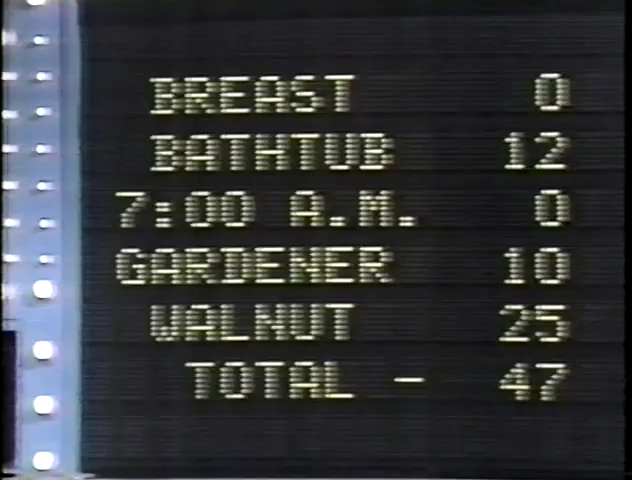 BREAST 0
BATHTUB 12
7:00 A.M. 0
GARDENER 10
WALNUT 25
TOTAL - 47